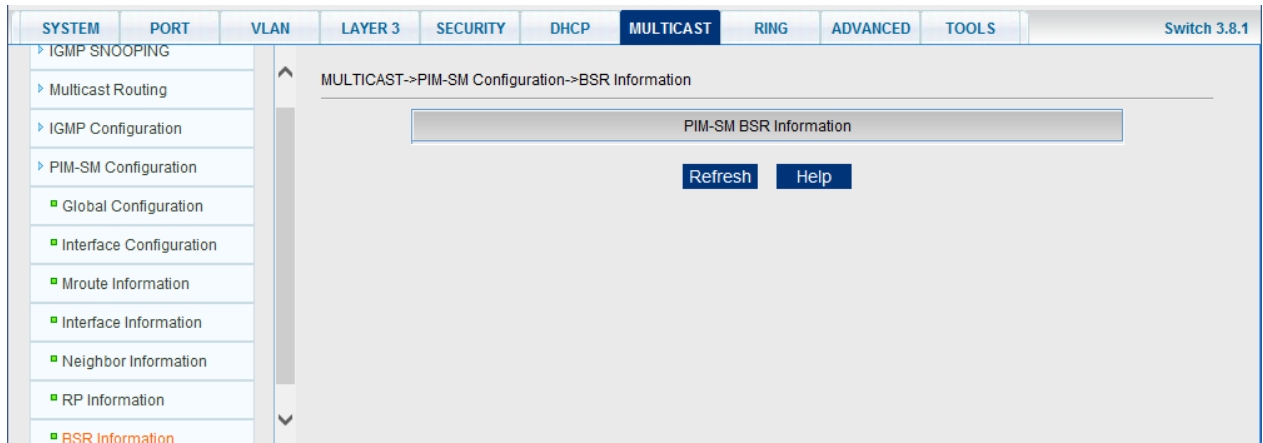 SYSTEM PORT VLAN LAYER 3 SECURITY DHCP MULTICAST RING ADVANCED TOOLS Switch 3.8.1
IGMP SNOOPING
Multicast Routing
IGMP Configuration
PIM-SM Configuration
Global Configuration
Interface Configuration
Mroute Information
Interface Information
Neighbor Information
RP Information
BSR Information
MULTICAST->PIM-SM Configuration->BSR Information
PIM-SM BSR Information
Refresh Help